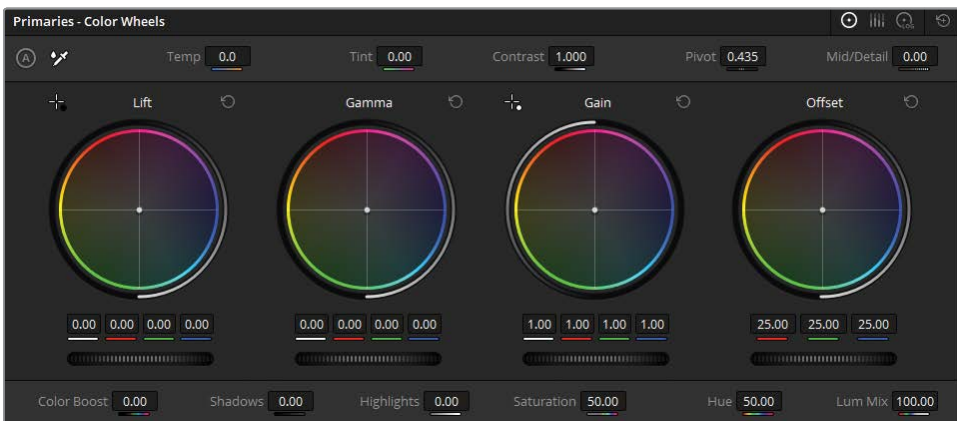 Primaries - Color Wheels
LOG
A Temp 0.0 Tint 0.00 Contrast 1.000 Pivot 0.435 Mid/Detail 0.00
Lift Gamma Gain Offset
0.00 0.00 0.00 0.00 0.00 0.00 0.00 0.00 1.00 1.00 1.00 1.00 25.00 25.00 25.00
Color Boost 0.00 Shadows 0.00 Highlights 0.00 Saturation 50.00 Hue 50.00 Lum Mix 100.00